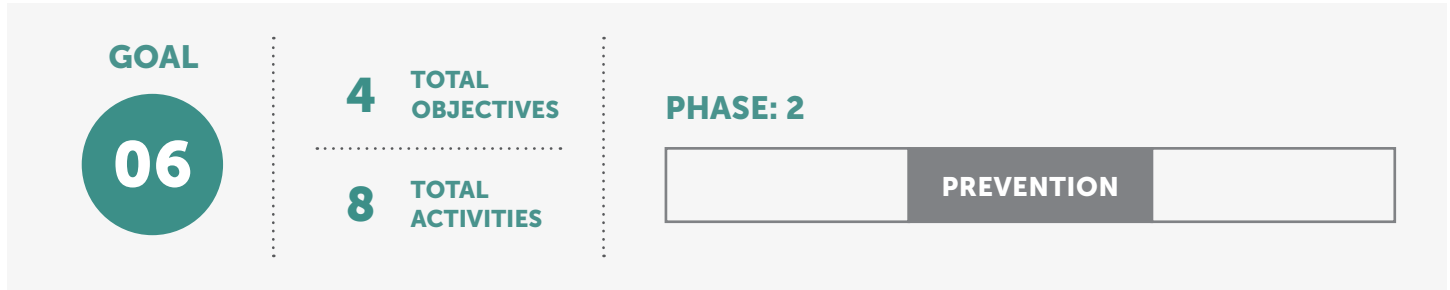 GOAL
06
4
TOTAL
OBJECTIVES
8
TOTAL
ACTIVITIES
PHASE: 2
PREVENTION